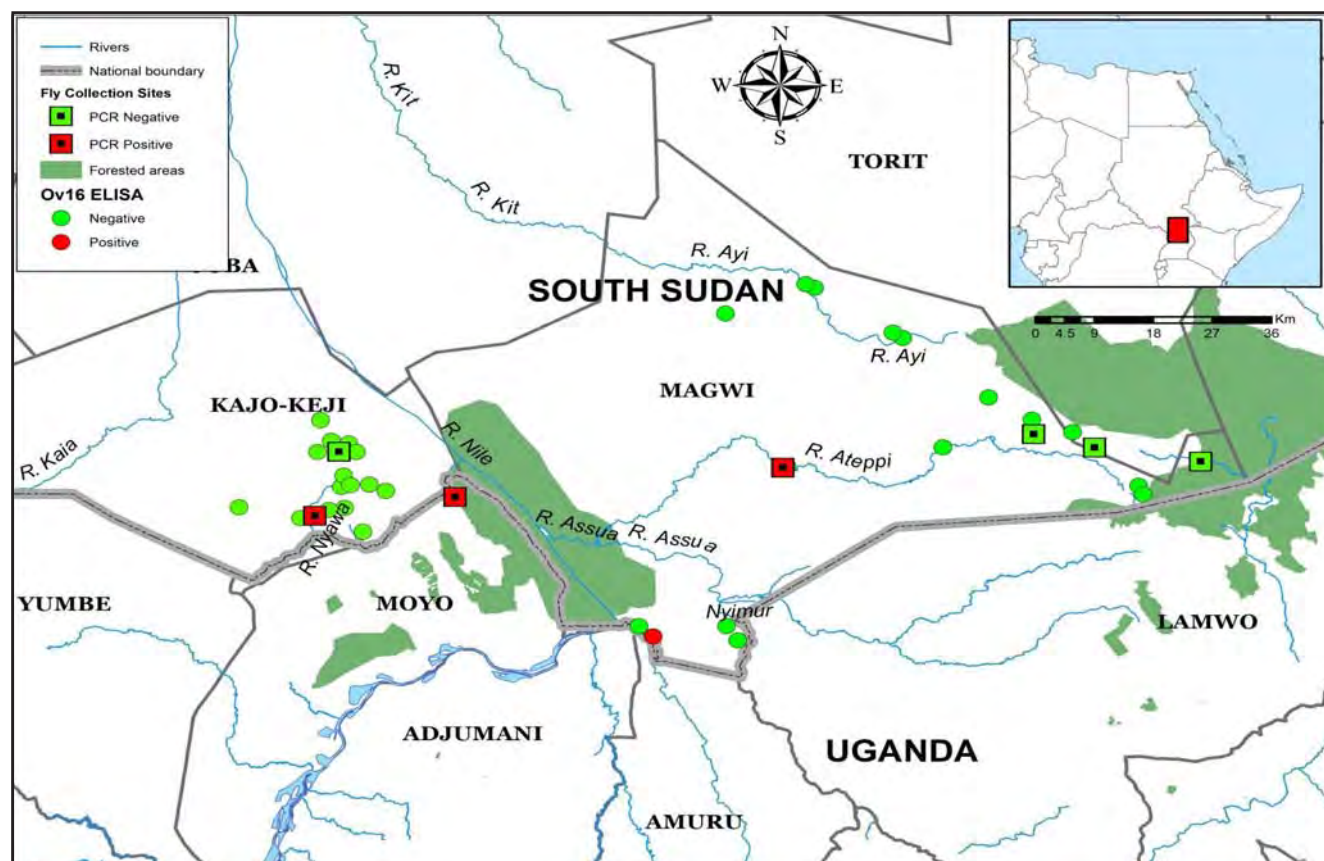 Rivers
National boundary
Fly Collection Sites
PCR Negative
PCR Positive
Forested areas
Ov16 ELISA
Negative
Positive
N
W E
S
R. Kit
R. Kit
TORIT
R. Ayi
SOUTH SUDAN
0 4.5 9 18 27 36 Km
R. Ayi
MAGWI
KAJO-KEJI
R. Nile
R. Kaia
R. Ateppi
R. Assua
R. Assua
R. Nyawa
YUMBE
MOYO
Nyimur
LAMWO
ADJUMANI
UGANDA
AMURU